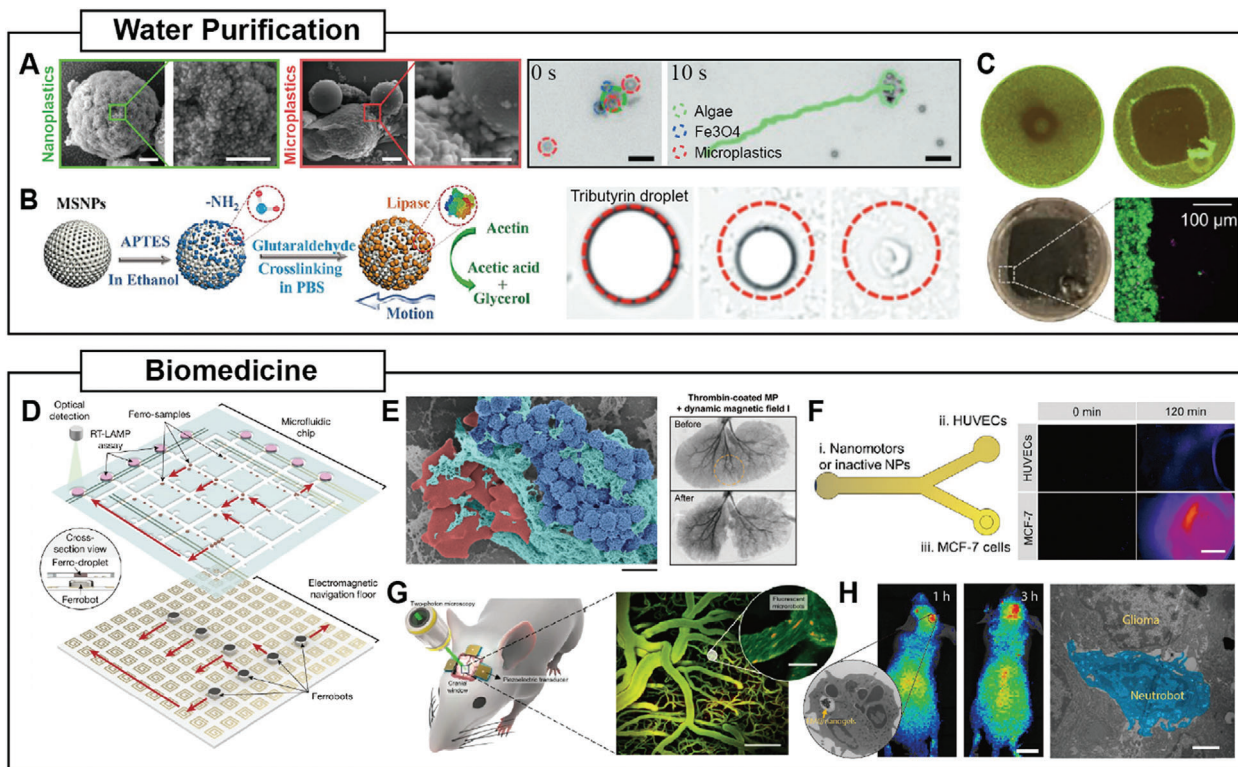 Water Purification
A
Nanoplastics
Microplastics
0 s
10 s
Algae
Fe3O4
Microplastics
B
MSNPs
APTES
In Ethanol
-NH2
Glutaraldehyde
Crosslinking
in PBS
Lipase
Motion
Acetin
Acetic acid
+
Glycerol
Tributyrin droplet
C
100 µm
Biomedicine
D
Optical
detection
RT-LAMP
assay
Ferro-samples
Microfluidic
chip
Cross-
section view
Ferro-droplet
Ferrobot
Electromagnetic
navigation floor
Ferrobots
E
Thrombin-coated MP
+ dynamic magnetic field I
Before
After
F
i. Nanomotors
or inactive NPs
ii. HUVECs
iii. MCF-7 cells
0 min
120 min
HUVECs
MCF-7
G
Two-photon microscopy
Cranial
window
Piezoelectric transducer
Fluorescent
microrobots
H
1 h
3 h
nanogels
Glioma
Neutrobot